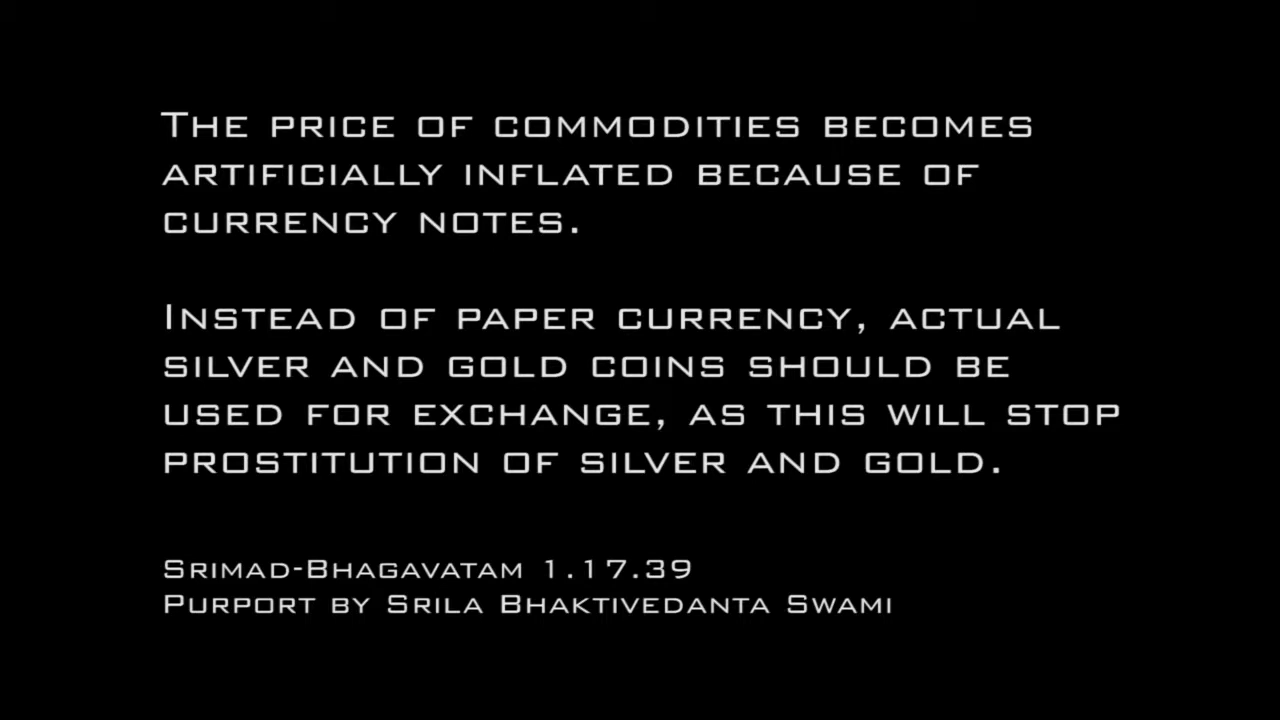 The price of commodities becomes
artificially inflated because of
currency notes.
Instead of paper currency, actual
silver and gold coins should be
used for exchange, as this will stop
prostitution of silver and gold.
Srimad-Bhagavatam 1.17.39
Purport by Srila Bhaktivedanta Swami